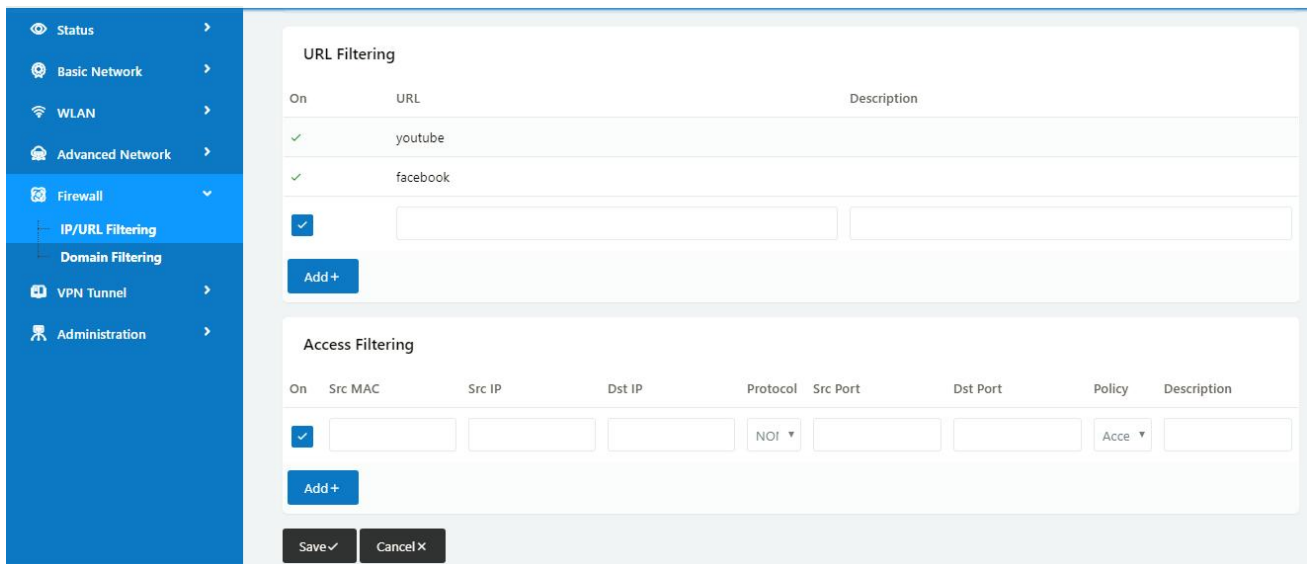 Status
Basic Network
WLAN
Advanced Network
Firewall
IP/URL Filtering
Domain Filtering
VPN Tunnel
Administration
URL Filtering
On URL Description
youtube
facebook
Add+
Access Filtering
On Src MAC Src IP Dst IP Protocol Src Port Dst Port Policy Description
NOI Acce
Add+
Save Cancel